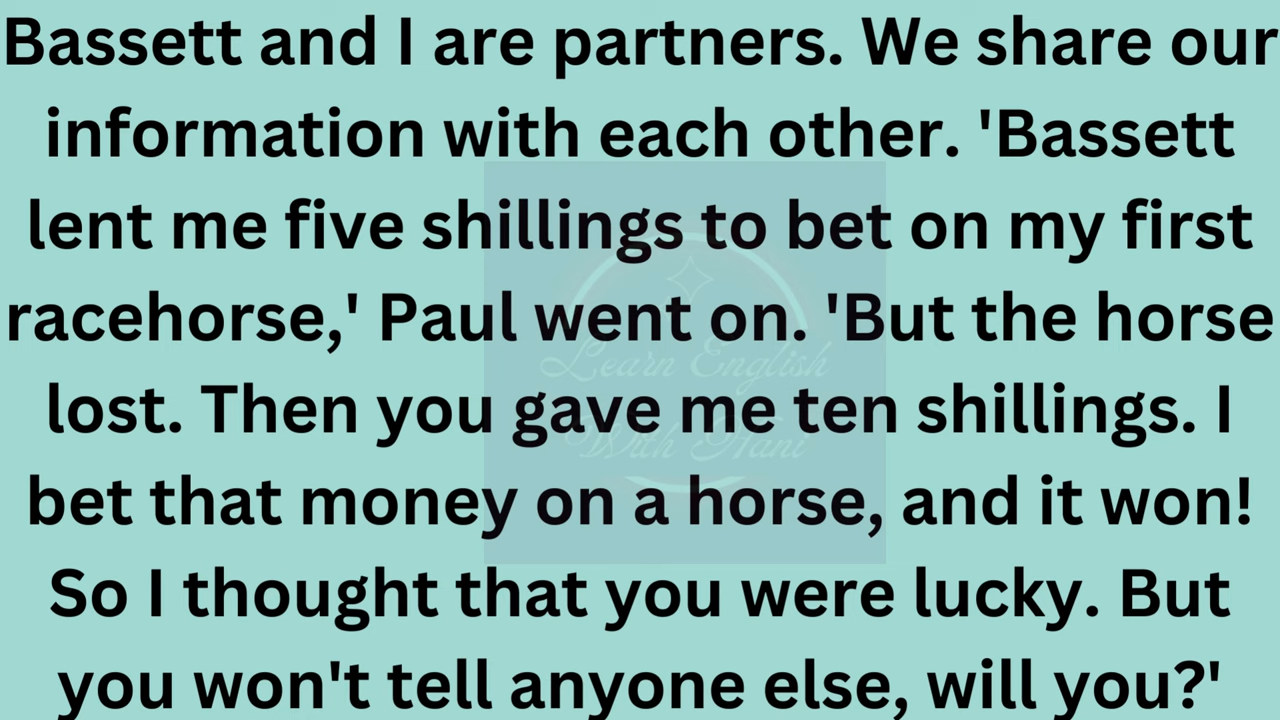 Bassett and I are partners. We share our
information with each other. 'Bassett
lent me five shillings to bet on my first
racehorse,' Paul went on. 'But the horse
lost. Then you gave me ten shillings. I
bet that money on a horse, and it won!
So I thought that you were lucky. But
you won't tell anyone else, will you?'
Learn English
With Hani